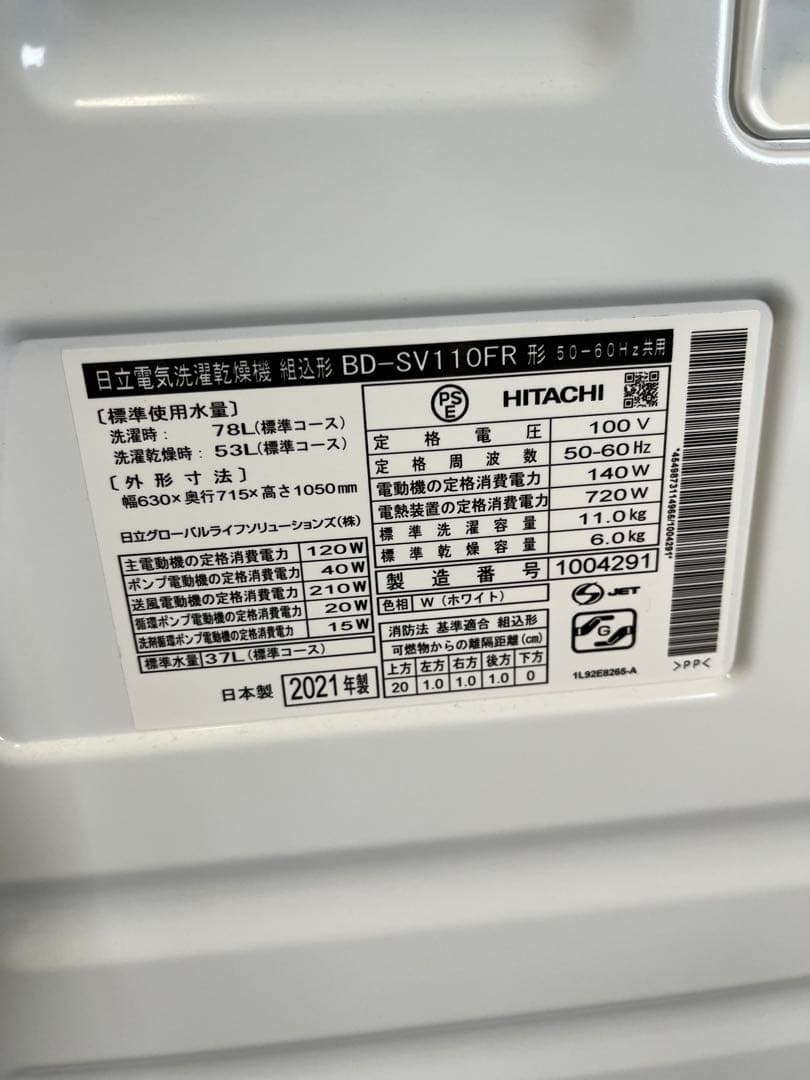 日立電気洗濯乾燥機 組込形 BD-SV110FR 形 50-60Hz共用
〔標準使用水量〕
洗濯時： 78L(標準コース)
洗濯乾燥時： 53L(標準コース)
〔外形寸法〕
幅630×奥行715×高さ1050mm
日立グローバルライフソリューションズ(株)
主電動機の定格消費電力 120W
ポンプ電動機の定格消費電力 40W
送風電動機の定格消費電力 210W
循環ポンプ電動機の定格消費電力 20W
洗剤循環ポンプ電動機の定格消費電力 15W
標準水量 37L(標準コース)
日本製 2021年製
PS
E
HITACHI
定格電圧 100V
定格周波数 50-60Hz
電動機の定格消費電力 140W
電熱装置の定格消費電力 720W
標準洗濯容量 11.0kg
標準乾燥容量 6.0kg
製造番号 1004291
色相 W(ホワイト)
消防法 基準適合 組込形
可燃物からの離隔距離(cm)
上方 左方 右方 後方 下方
20 1.0 1.0 1.0 0
S JET
G
1L92E8265-A
>PP<